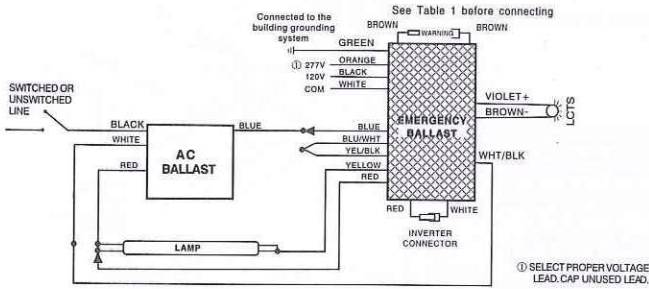 See Table 1 before connecting
Connected to the
building grounding
system
BROWN
WARNING
BROWN
GREEN
① 277V
ORANGE
120V
BLACK
COM
WHITE
SWITCHED OR
UNSWITCHED
LINE
BLACK
WHITE
RED
AC
BALLAST
BLUE
BLUE
BLU/WHT
YEL/BLK
YELLOW
RED
EMERGENCY
BALLAST
VIOLET+
BROWN-
LCTS
WHT/BLK
RED
WHITE
INVERTER
CONNECTOR
LAMP
① SELECT PROPER VOLTAGE
LEAD. CAP UNUSED LEAD.